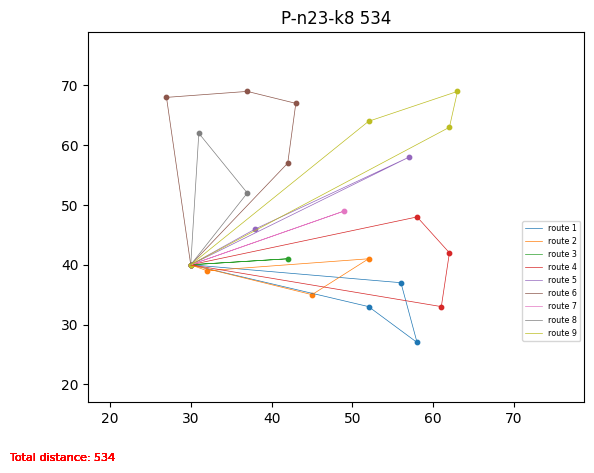 P-n23-k8 534
70
60
50
40
30
20
20 30 40 50 60 70
route 1
route 2
route 3
route 4
route 5
route 6
route 7
route 8
route 9
Total distance: 534